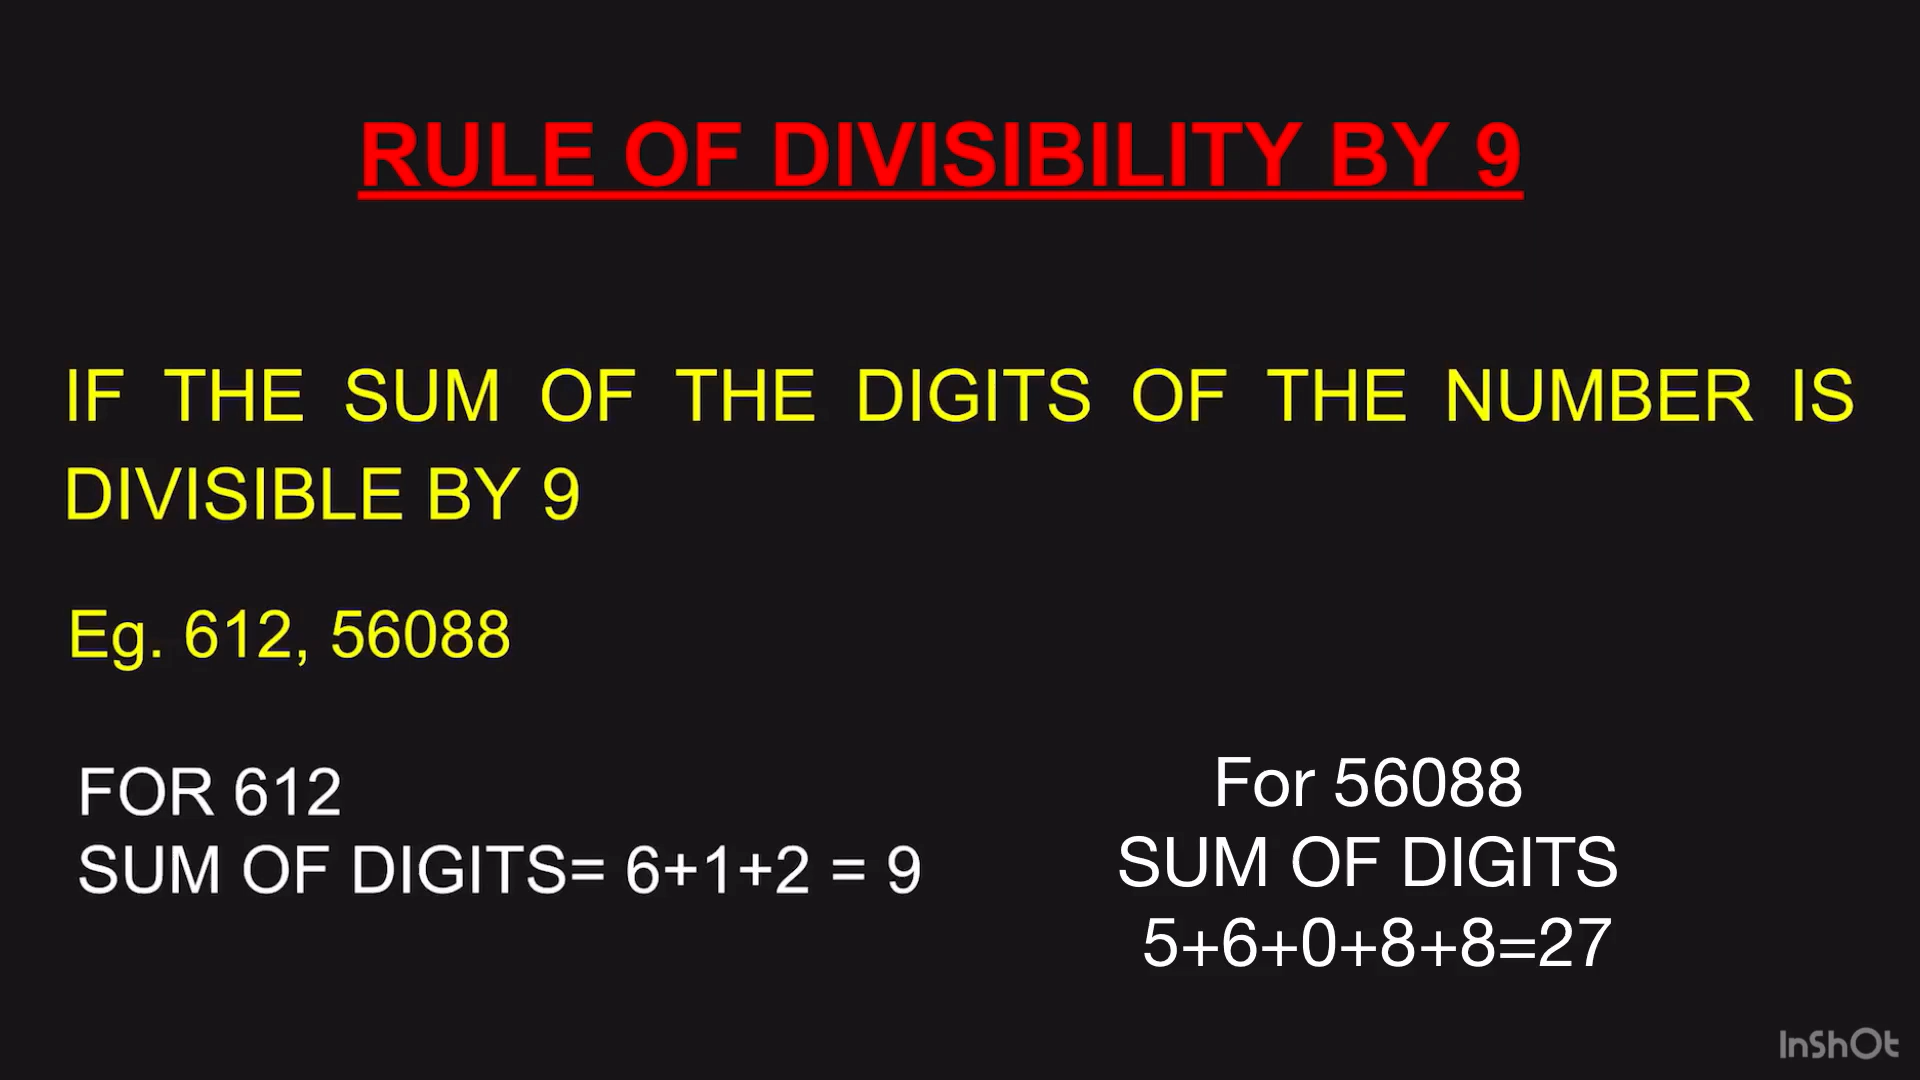 RULE OF DIVISIBILITY BY 9
IF THE SUM OF THE DIGITS OF THE NUMBER IS
DIVISIBLE BY 9
Eg. 612, 56088
FOR 612
SUM OF DIGITS= 6+1+2 = 9
For 56088
SUM OF DIGITS
5+6+0+8+8=27
InShOt